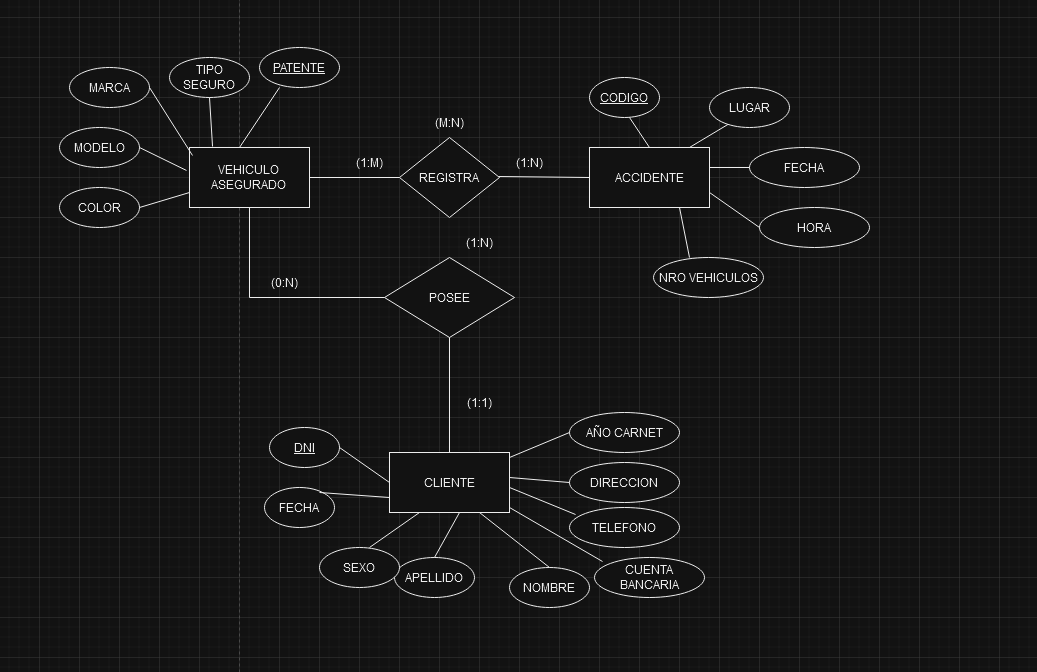 PATENTE
TIPO
SEGURO
MARCA
CODIGO
LUGAR
(M:N)
MODELO
VEHICULO
ASEGURADO
(1:M)
REGISTRA
(1:N)
ACCIDENTE
FECHA
COLOR
HORA
(1:N)
NRO VEHICULOS
(0:N)
POSEE
(1:1)
AÑO CARNET
DNI
CLIENTE
DIRECCION
FECHA
TELEFONO
SEXO
APELLIDO
NOMBRE
CUENTA
BANCARIA